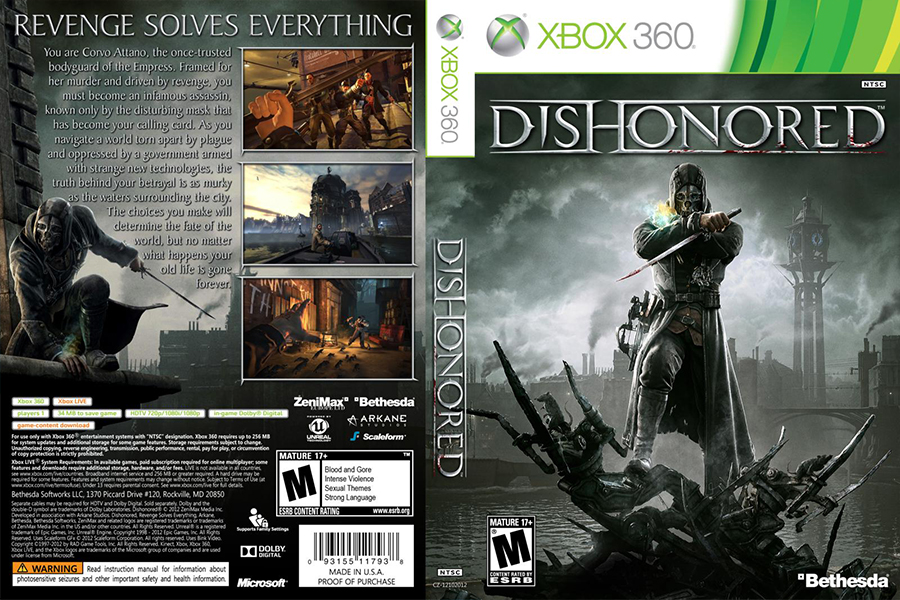 REVENGE SOLVES EVERYTHING
You are Corvo Attano, the once-trusted
bodyguard of the Empress. Framed for
her murder and driven by revenge, you
must become an infamous assassin,
known only by the disturbing mask that
has become your calling card. As you
navigate a world torn apart by plague
and oppressed by a government armed
with strange new technologies, the
truth behind your betrayal is as murky
as the waters surrounding the city.
The choices you make will
determine the fate of the
world, but no matter
what happens your
old life is gone
forever.
Xbox 360 Xbox LIVE
players 1 34 MB to save game HDTV 720p/1080i/1080p in-game Dolby® Digital
game-content download
For use only with Xbox 360® entertainment systems with "NTSC" designation. Xbox 360 requires up to 256 MB
for system updates and additional storage for some game features. Storage requirements subject to change.
Unauthorized copying, reverse engineering, transmission, public performance, rental, pay for play, or circumvention
of copy protection is strictly prohibited.
Xbox LIVE® System Requirements: In available games, paid subscription required for online multiplayer; some
features and downloads require additional storage, hardware, and/or fees. LIVE is not available in all countries,
see www.xbox.com/live/countries. Broadband internet service and 256 MB or greater required. A hard drive may be
required for some features. Features and system requirements may change without notice. Subject to Terms of Use (at
www.xbox.com/live/termsofuse). Under 13 requires parental consent. See www.xbox.com/live for full details.
Bethesda Softworks LLC, 1370 Piccard Drive #120, Rockville, MD 20850
Separate cables may be required for HDTV and Dolby Digital. Sold separately. Dolby and the
double-D symbol are trademarks of Dolby Laboratories. Dishonored® © 2012 ZeniMax Media Inc.
Developed in association with Arkane Studios. Dishonored, Revenge Solves Everything, Arkane,
Bethesda, Bethesda Softworks, ZeniMax and related logos are registered trademarks or trademarks
of ZeniMax Media Inc. in the US and/or other countries. All Rights Reserved. Unreal® is a registered
trademark of Epic Games, Inc. Unreal® Engine. Copyright 1998 - 2012 Epic Games, Inc. All Rights
Reserved. Uses Scaleform GFx © 2012 Scaleform Corporation. All rights reserved. Uses Bink Video.
Copyright ©1997-2012 by RAD Game Tools, Inc. All Rights Reserved. Kinect, Xbox, Xbox 360,
Xbox LIVE, and the Xbox logos are trademarks of the Microsoft group of companies and are used
under license from Microsoft.
WARNING Read instruction manual for information about
photosensitive seizures and other important safety and health information.
ZeniMax®
EUROPE LTD
Bethesda®
POWERED BY
UNREAL
TECHNOLOGY
ARKANE
STUDIOS
Scaleform®
MATURE 17+
M
Blood and Gore
Intense Violence
Sexual Themes
Strong Language
ESRB CONTENT RATING www.esrb.org
Supports Family Settings
DOLBY
DIGITAL
Microsoft®
0 93155 11793 8
MADE IN U.S.A.
PROOF OF PURCHASE
XBOX 360.
DISHONORED
NTSC
CZ-12102012
XBOX 360.
NTSC
DISHONORED™
MATURE 17+
M
CONTENT RATED BY
ESRB
Bethesda®